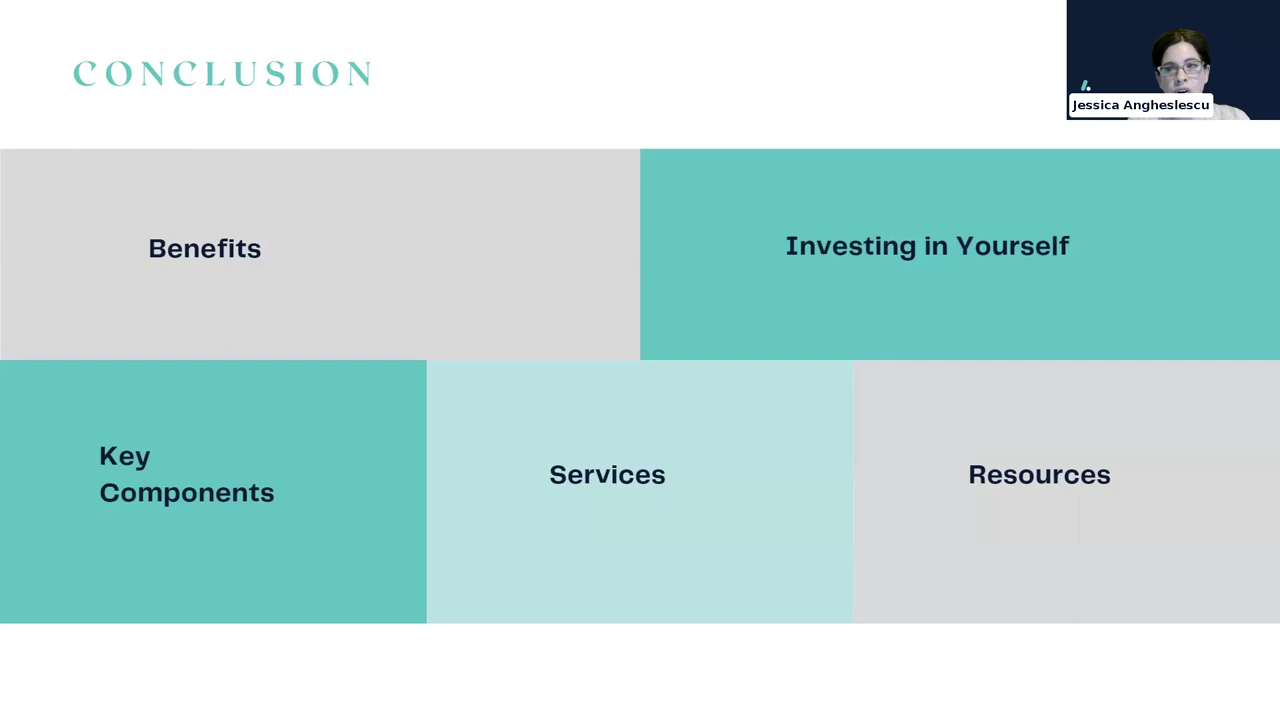 CONCLUSION
Jessica Angheslescu
Benefits
Investing in Yourself
Key
Components
Services
Resources